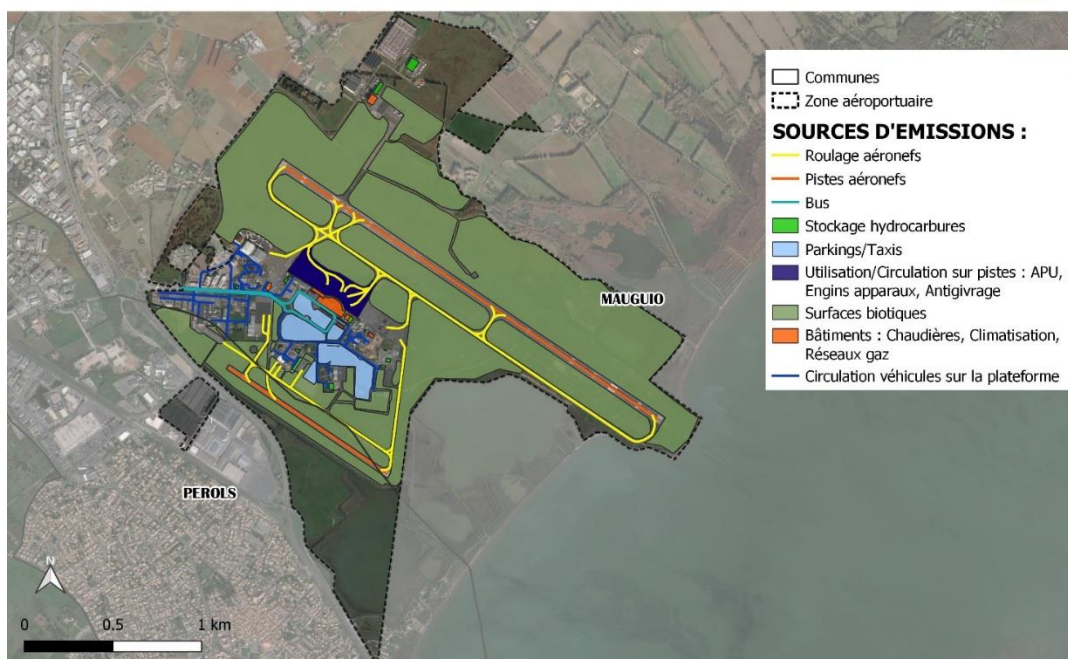 Communes
Zone aéroportuaire
SOURCES D'EMISSIONS :
Roulage aéronefs
Pistes aéronefs
Bus
Stockage hydrocarbures
Parkings/Taxis
Utilisation/Circulation sur pistes : APU,
Engins apparaux, Antigivrage
Surfaces biotiques
Bâtiments : Chaudières, Climatisation,
Réseaux gaz
Circulation véhicules sur la plateforme
MAUGUIO
PEROLS
N
0 0.5 1 km